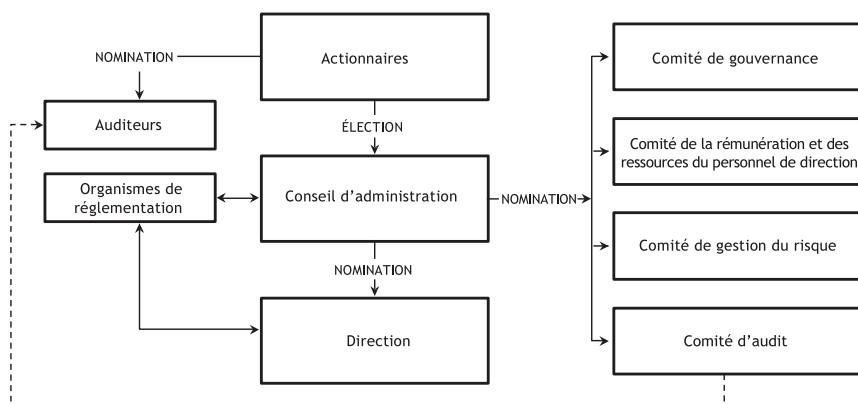 Actionnaires
NOMINATION
Auditeurs
ÉLECTION
Organismes de
réglementation
Conseil d’administration
NOMINATION
NOMINATION
Direction
Comité de gouvernance
Comité de la rémunération et des
ressources du personnel de direction
Comité de gestion du risque
Comité d’audit